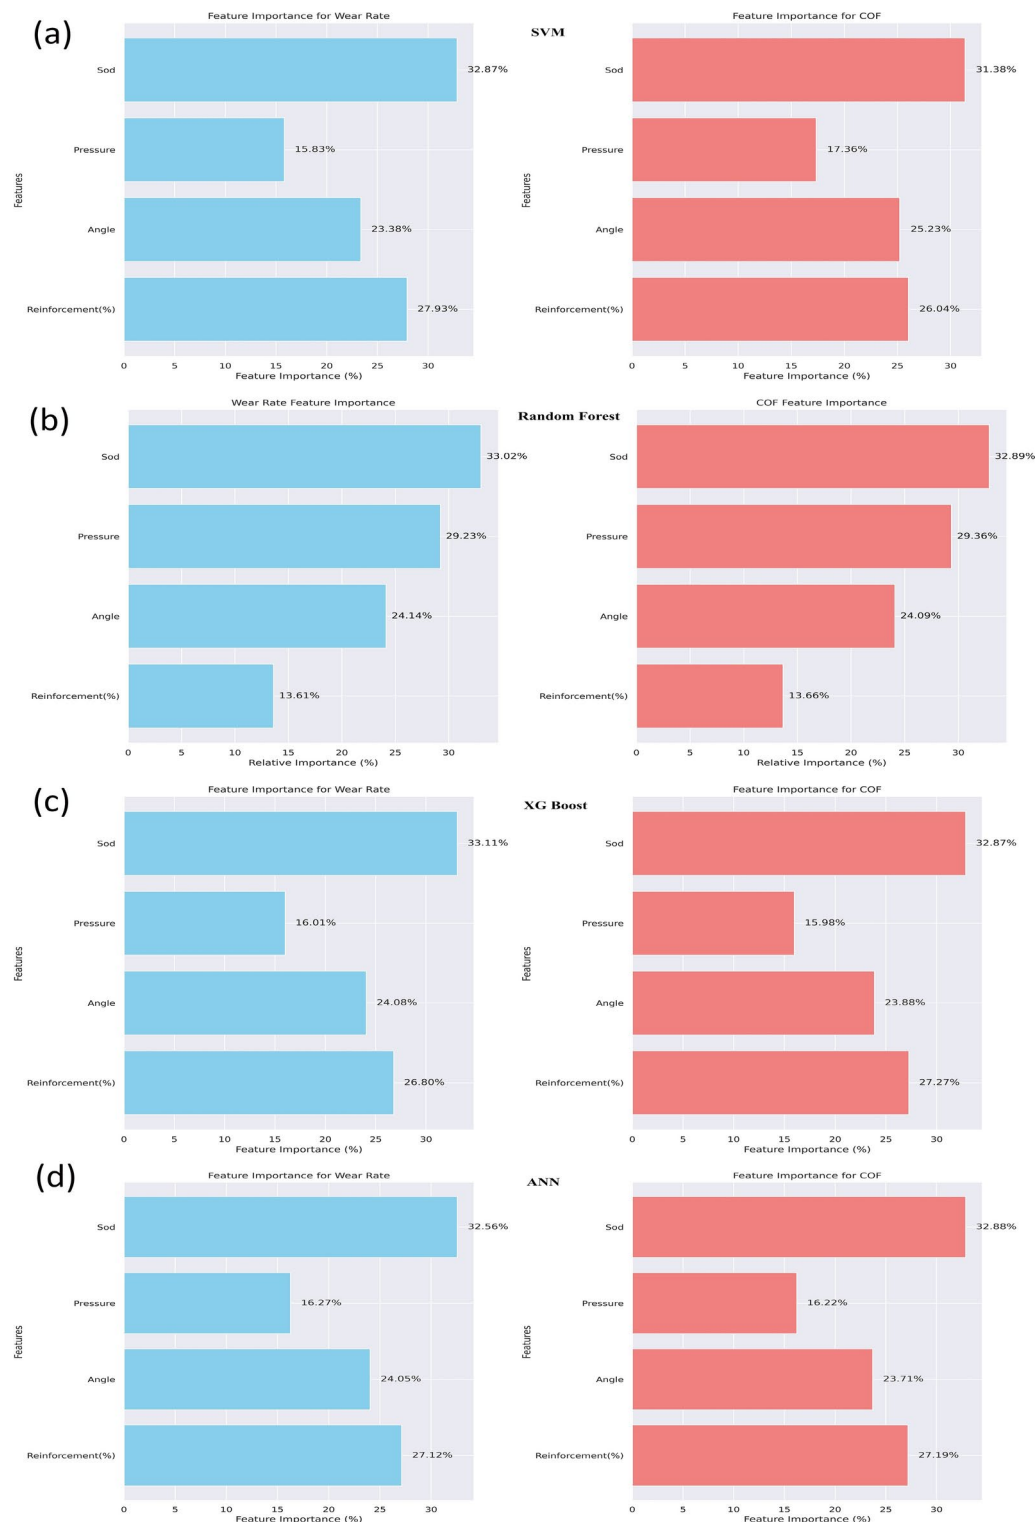 (a)
SVM
Feature Importance for Wear Rate
Features
Sod
32.87%
Pressure
15.83%
Angle
23.38%
Reinforcement(%)
27.93%
0 5 10 15 20 25 30
Feature Importance (%)
Feature Importance for COF
Features
Sod
31.38%
Pressure
17.36%
Angle
25.23%
Reinforcement(%)
26.04%
0 5 10 15 20 25 30
Feature Importance (%)
(b)
Random Forest
Wear Rate Feature Importance
Sod
33.02%
Pressure
29.23%
Angle
24.14%
Reinforcement(%)
13.61%
0 5 10 15 20 25 30
Relative Importance (%)
COF Feature Importance
Sod
32.89%
Pressure
29.36%
Angle
24.09%
Reinforcement(%)
13.66%
0 5 10 15 20 25 30
Relative Importance (%)
(c)
XG Boost
Feature Importance for Wear Rate
Features
Sod
33.11%
Pressure
16.01%
Angle
24.08%
Reinforcement(%)
26.80%
0 5 10 15 20 25 30
Feature Importance (%)
Feature Importance for COF
Features
Sod
32.87%
Pressure
15.98%
Angle
23.88%
Reinforcement(%)
27.27%
0 5 10 15 20 25 30
Feature Importance (%)
(d)
ANN
Feature Importance for Wear Rate
Features
Sod
32.56%
Pressure
16.27%
Angle
24.05%
Reinforcement(%)
27.12%
0 5 10 15 20 25 30
Feature Importance (%)
Feature Importance for COF
Features
Sod
32.88%
Pressure
16.22%
Angle
23.71%
Reinforcement(%)
27.19%
0 5 10 15 20 25 30
Feature Importance (%)